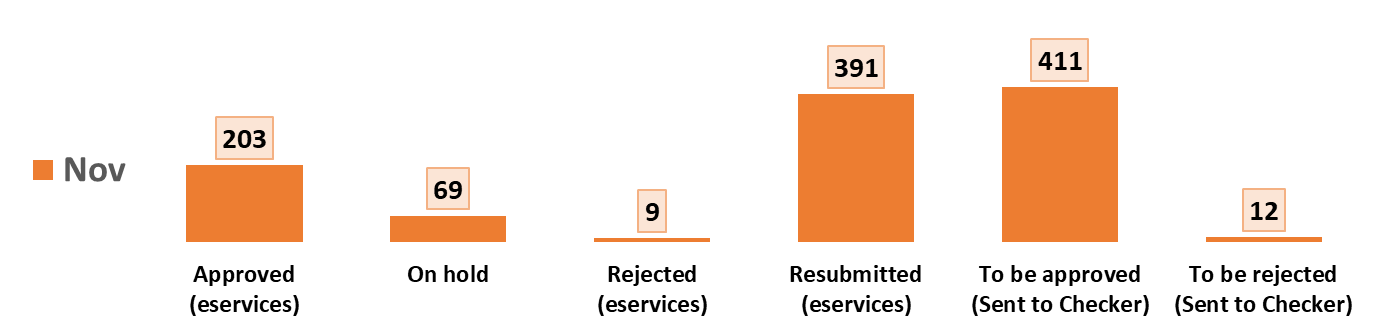 Nov
203
69
9
391
411
12
Approved
(eservices)
On hold
Rejected
(eservices)
Resubmitted
(eservices)
To be approved
(Sent to Checker)
To be rejected
(Sent to Checker)